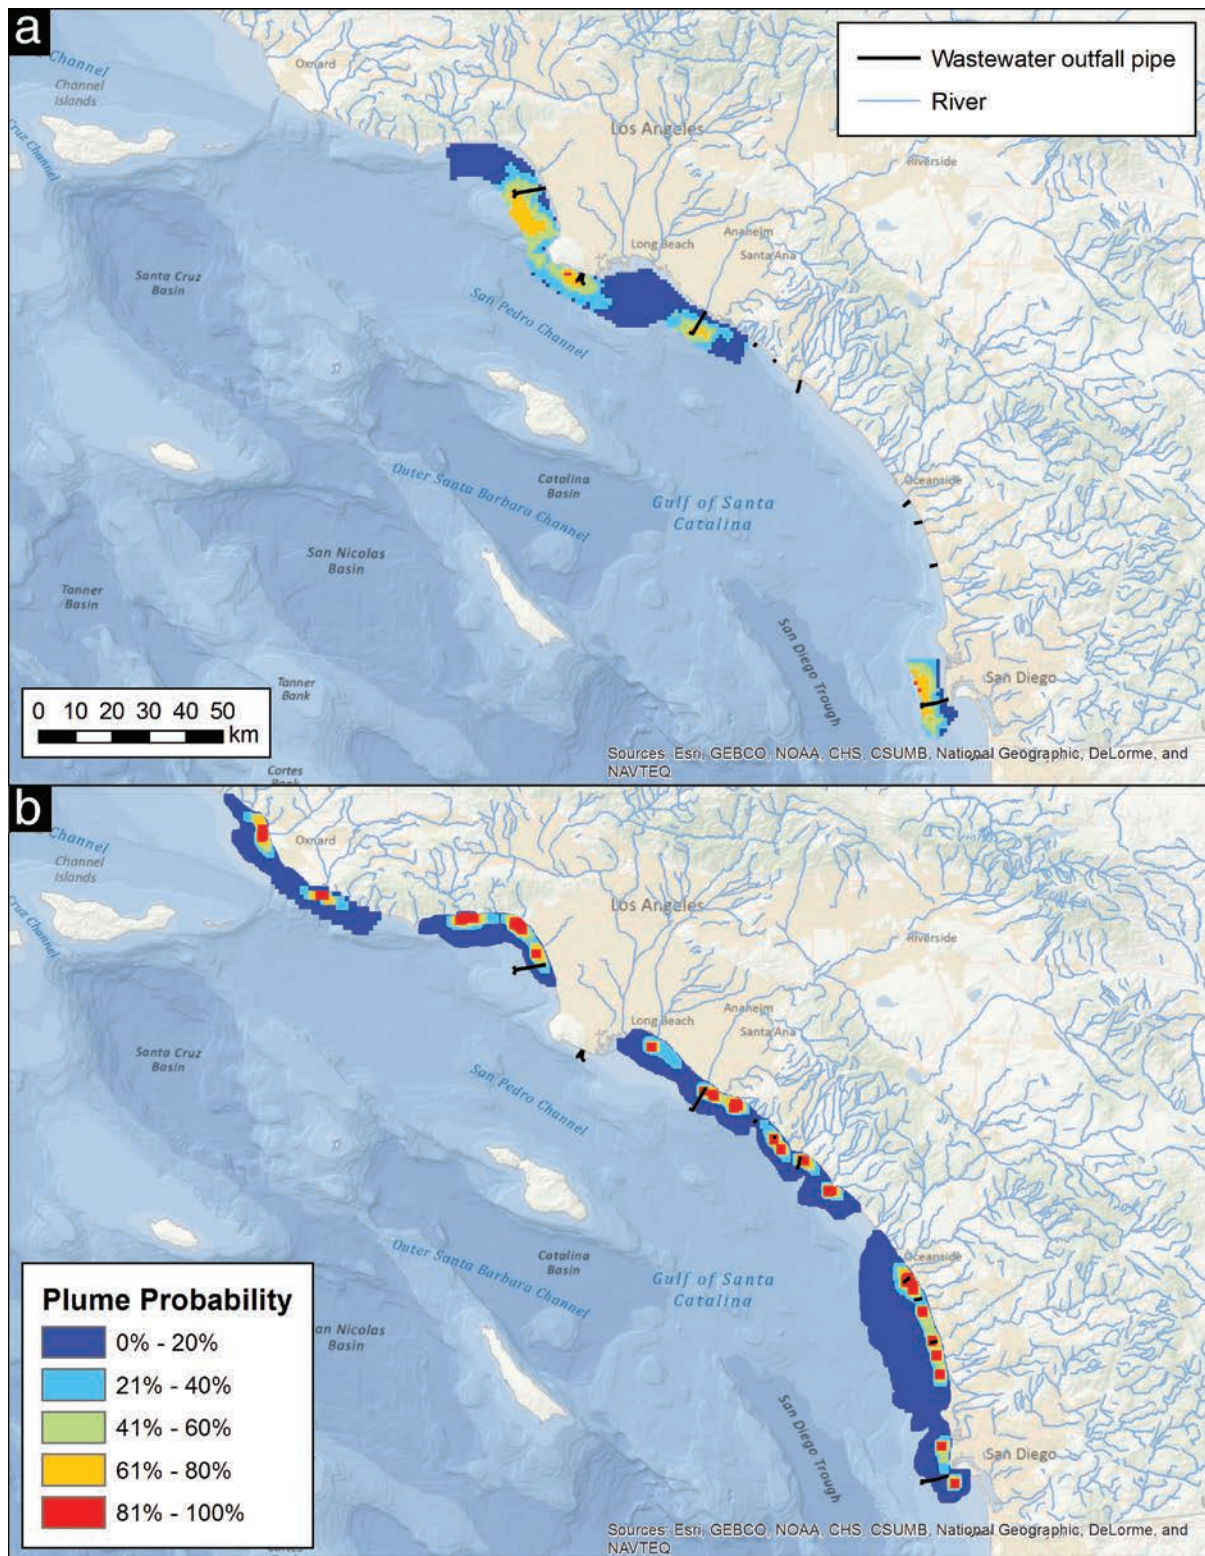 a
Channel
Channel
Islands
Cruz Channel
Oxnard
Wastewater outfall pipe
River
Los Angeles
Riverside
Long Beach
Anaheim
Santa Ana
Santa Cruz
Basin
San Pedro Channel
Outer Santa Barbara Channel
Catalina
Basin
Gulf of Santa
Catalina
Oceanside
San Nicolas
Basin
Tanner
Basin
San Diego Trough
Tanner
Bank
San Diego
0 10 20 30 40 50
km
Sources: Esri, GEBCO, NOAA, CHS, CSUMB, National Geographic, DeLorme, and
NAVTEQ
Cortes
b
Channel
Channel
Islands
Cruz Channel
Oxnard
Los Angeles
Riverside
Long Beach
Anaheim
Santa Ana
Santa Cruz
Basin
San Pedro Channel
Outer Santa Barbara Channel
Catalina
Basin
Gulf of Santa
Catalina
Oceanside
an Nicolas
Basin
San Diego Trough
San Diego
Plume Probability
0% - 20%
21% - 40%
41% - 60%
61% - 80%
81% - 100%
Sources: Esri, GEBCO, NOAA, CHS, CSUMB, National Geographic, DeLorme, and
NAVTEQ